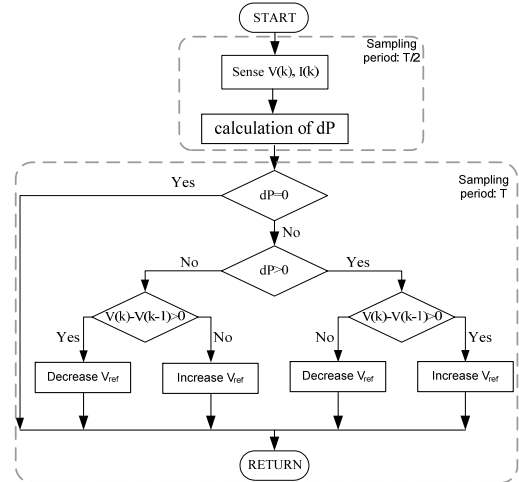 START
Sampling
period: T/2
Sense V(k), I(k)
calculation of dP
Sampling
period: T
Yes
dP=0
No
No
dP>0
Yes
V(k)-V(k-1)>0
V(k)-V(k-1)>0
Yes
No
No
Yes
Decrease Vref
Increase Vref
Decrease Vref
Increase Vref
RETURN